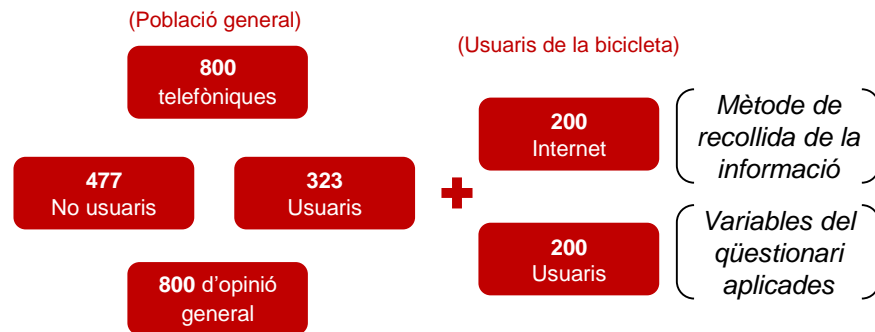 (Població general)
800
telefòniques
477
No usuaris
323
Usuaris
800 d'opinió
general
(Usuaris de la bicicleta)
200
Internet
200
Usuaris
Mètode de
recollida de la
informació
Variables del
qüestionari
aplicades